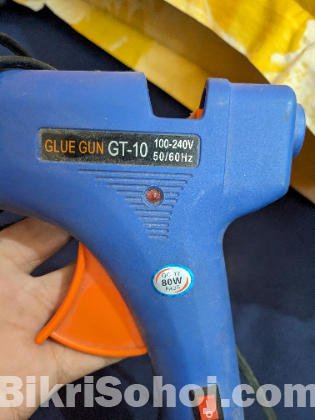 GLUE GUN GT-10 100-240V
50/60Hz
80W
BikriSohoj.com